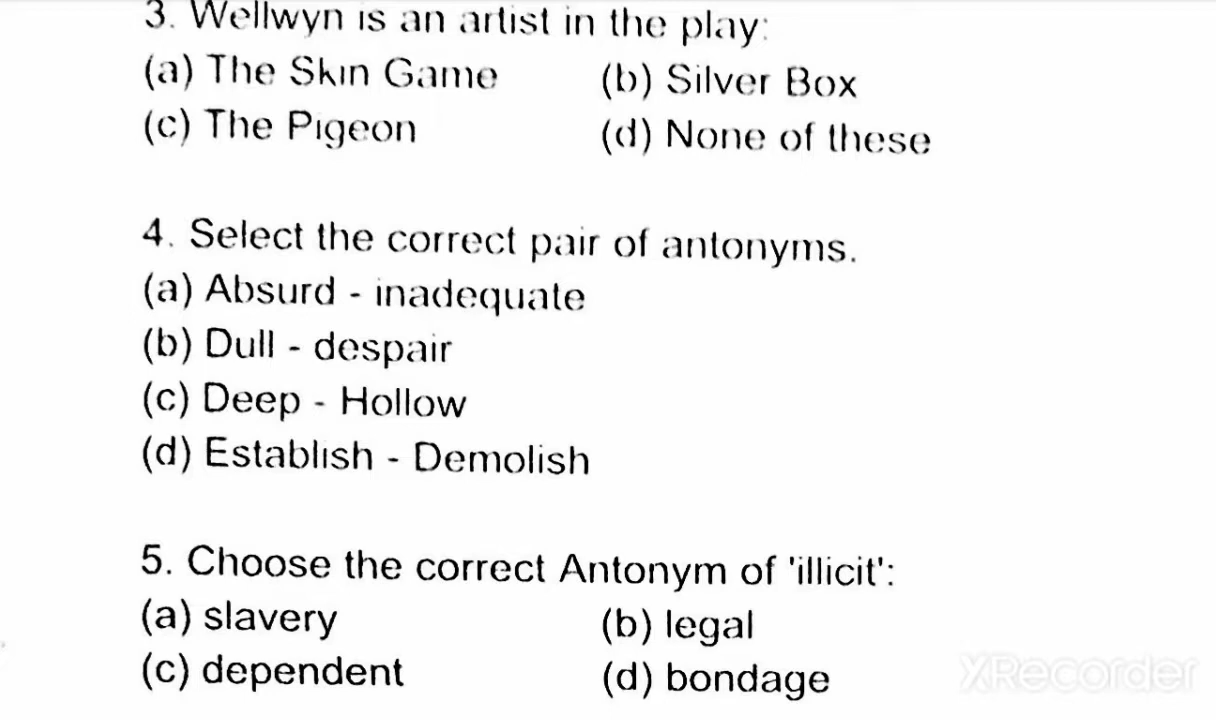 3. Wellwyn is an artist in the play:
(a) The Skin Game (b) Silver Box
(c) The Pigeon (d) None of these
4. Select the correct pair of antonyms.
(a) Absurd - inadequate
(b) Dull - despair
(c) Deep - Hollow
(d) Establish - Demolish
5. Choose the correct Antonym of 'illicit':
(a) slavery (b) legal
(c) dependent (d) bondage
XRecorder